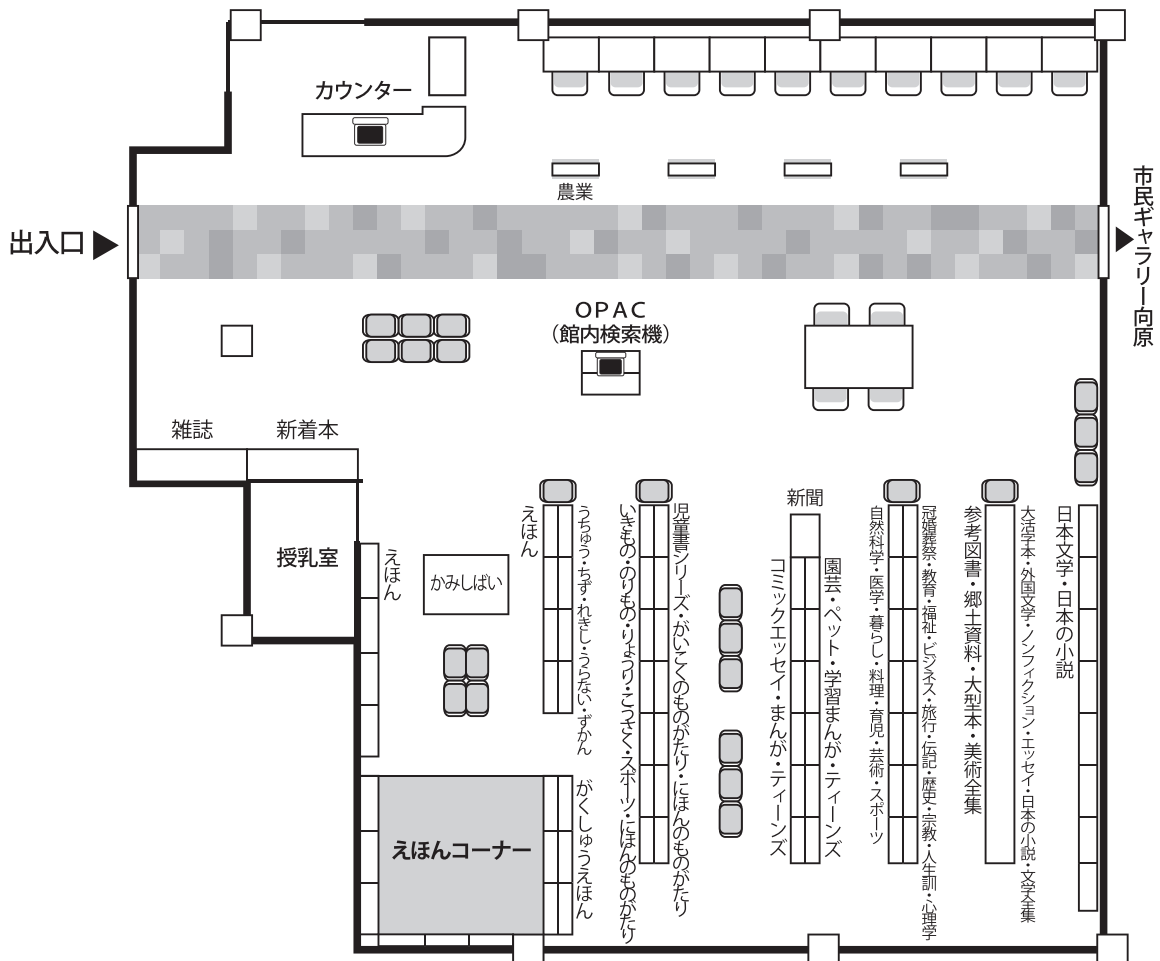 カウンター
農業
出入口
市民ギャラリー向原
OPAC
（館内検索機）
雑誌
新着本
授乳室
えほん
かみしばい
えほん
うちゅう・ちず・れきし・うらない・ずかん
いきもの・のりもの・りょうり・こうさく・スポーツ・にほんのものがたり
児童書シリーズ・がいこくのものがたり・にほんのものがたり
新聞
コミックエッセイ・まんが・ティーンズ
園芸・ペット・学習まんが・ティーンズ
自然科学・医学・暮らし・料理・育児・芸術・スポーツ
冠婚葬祭・教育・福祉・ビジネス・旅行・伝記・歴史・宗教・人生訓・心理学
参考図書・郷土資料・大型本・美術全集
大活字本・外国文学・ノンフィクション・エッセイ・日本の小説・文学全集
日本文学・日本の小説
えほんコーナー
がくしゅうえほん